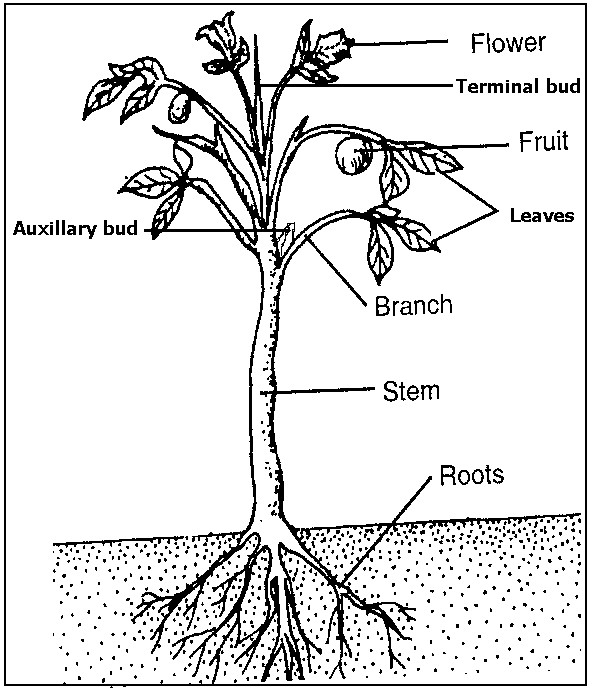 Flower
Terminal bud
Fruit
Leaves
Auxillary bud
Branch
Stem
Roots